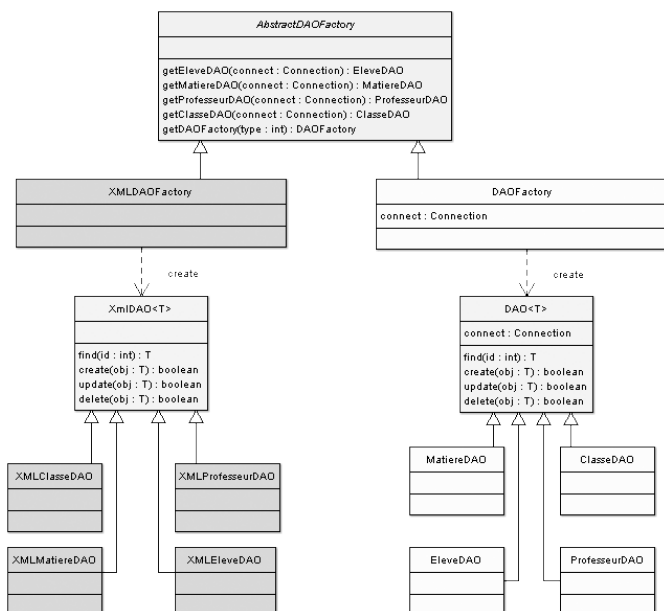 AbstractDAOFactory
getEleveDAO(connect : Connection) : EleveDAO
getMatiereDAO(connect : Connection) : MatiereDAO
getProfesseurDAO(connect : Connection) : ProfesseurDAO
getClasseDAO(connect : Connection) : ClasseDAO
getDAOFactory(type : int) : DAOFactory
XMLDAOFactory
DAOFactory
connect : Connection
create
create
XmlDAO<T>
find(id : int) : T
create(obj : T) : boolean
update(obj : T) : boolean
delete(obj : T) : boolean
DAO<T>
connect : Connection
find(id : int) : T
create(obj : T) : boolean
update(obj : T) : boolean
delete(obj : T) : boolean
XMLClasseDAO
XMLProfesseurDAO
MatiereDAO
ClasseDAO
XMLMatiereDAO
XMLEleveDAO
EleveDAO
ProfesseurDAO